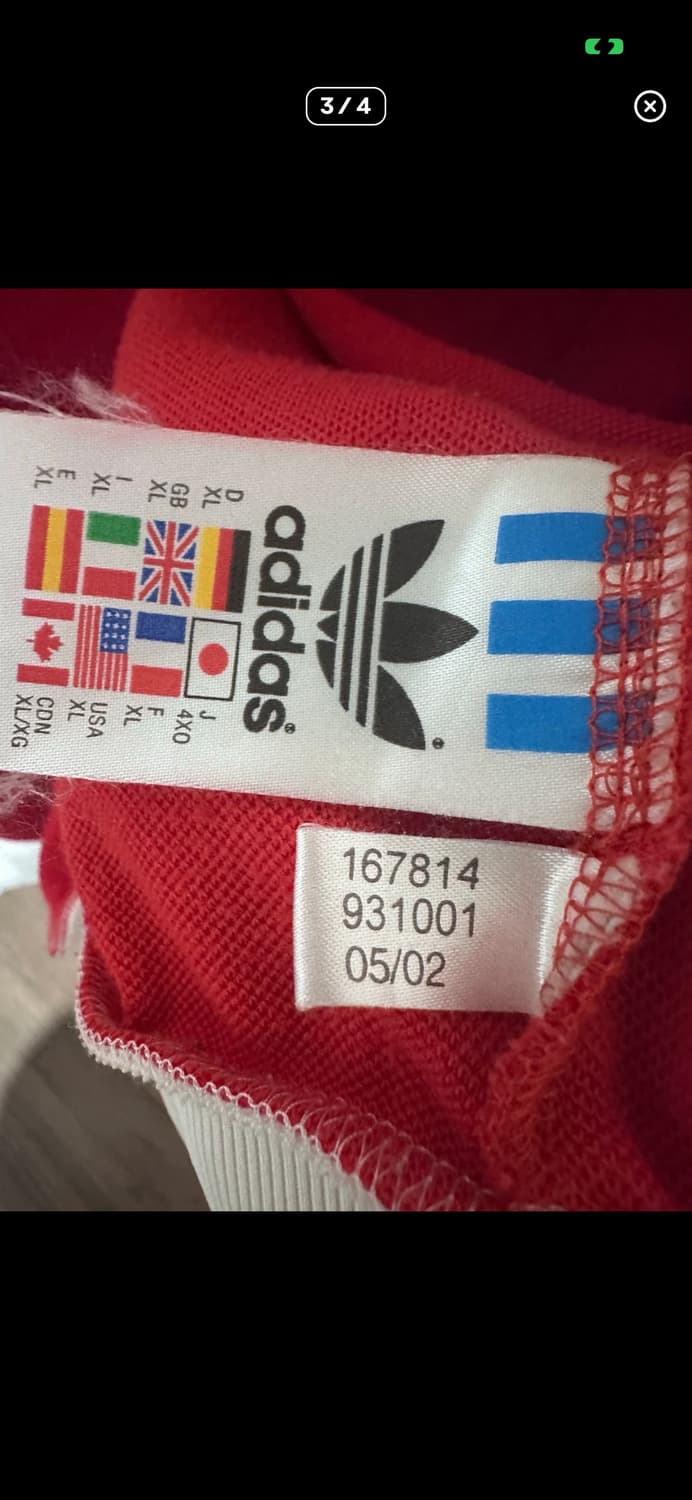 3/4
adidas
D
XL
GB
XL
I
XL
E
XL
J
4XO
F
XL
USA
XL
CDN
XL/XG
167814
931001
05/02